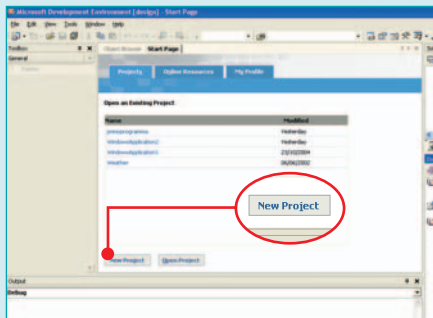 Microsoft Development Environment [design] - Start Page
File Edit View Tools Window Help
Toolbox
Object Browser Start Page
General
Pointer
Projects Online Resources My Profile
Open an Existing Project
Name Modified
primoprogramma Yesterday
WindowsApplication2 Yesterday
WindowsApplication1 23/10/2004
Weather 06/06/2002
New Project
New Project Open Project
Output
Debug